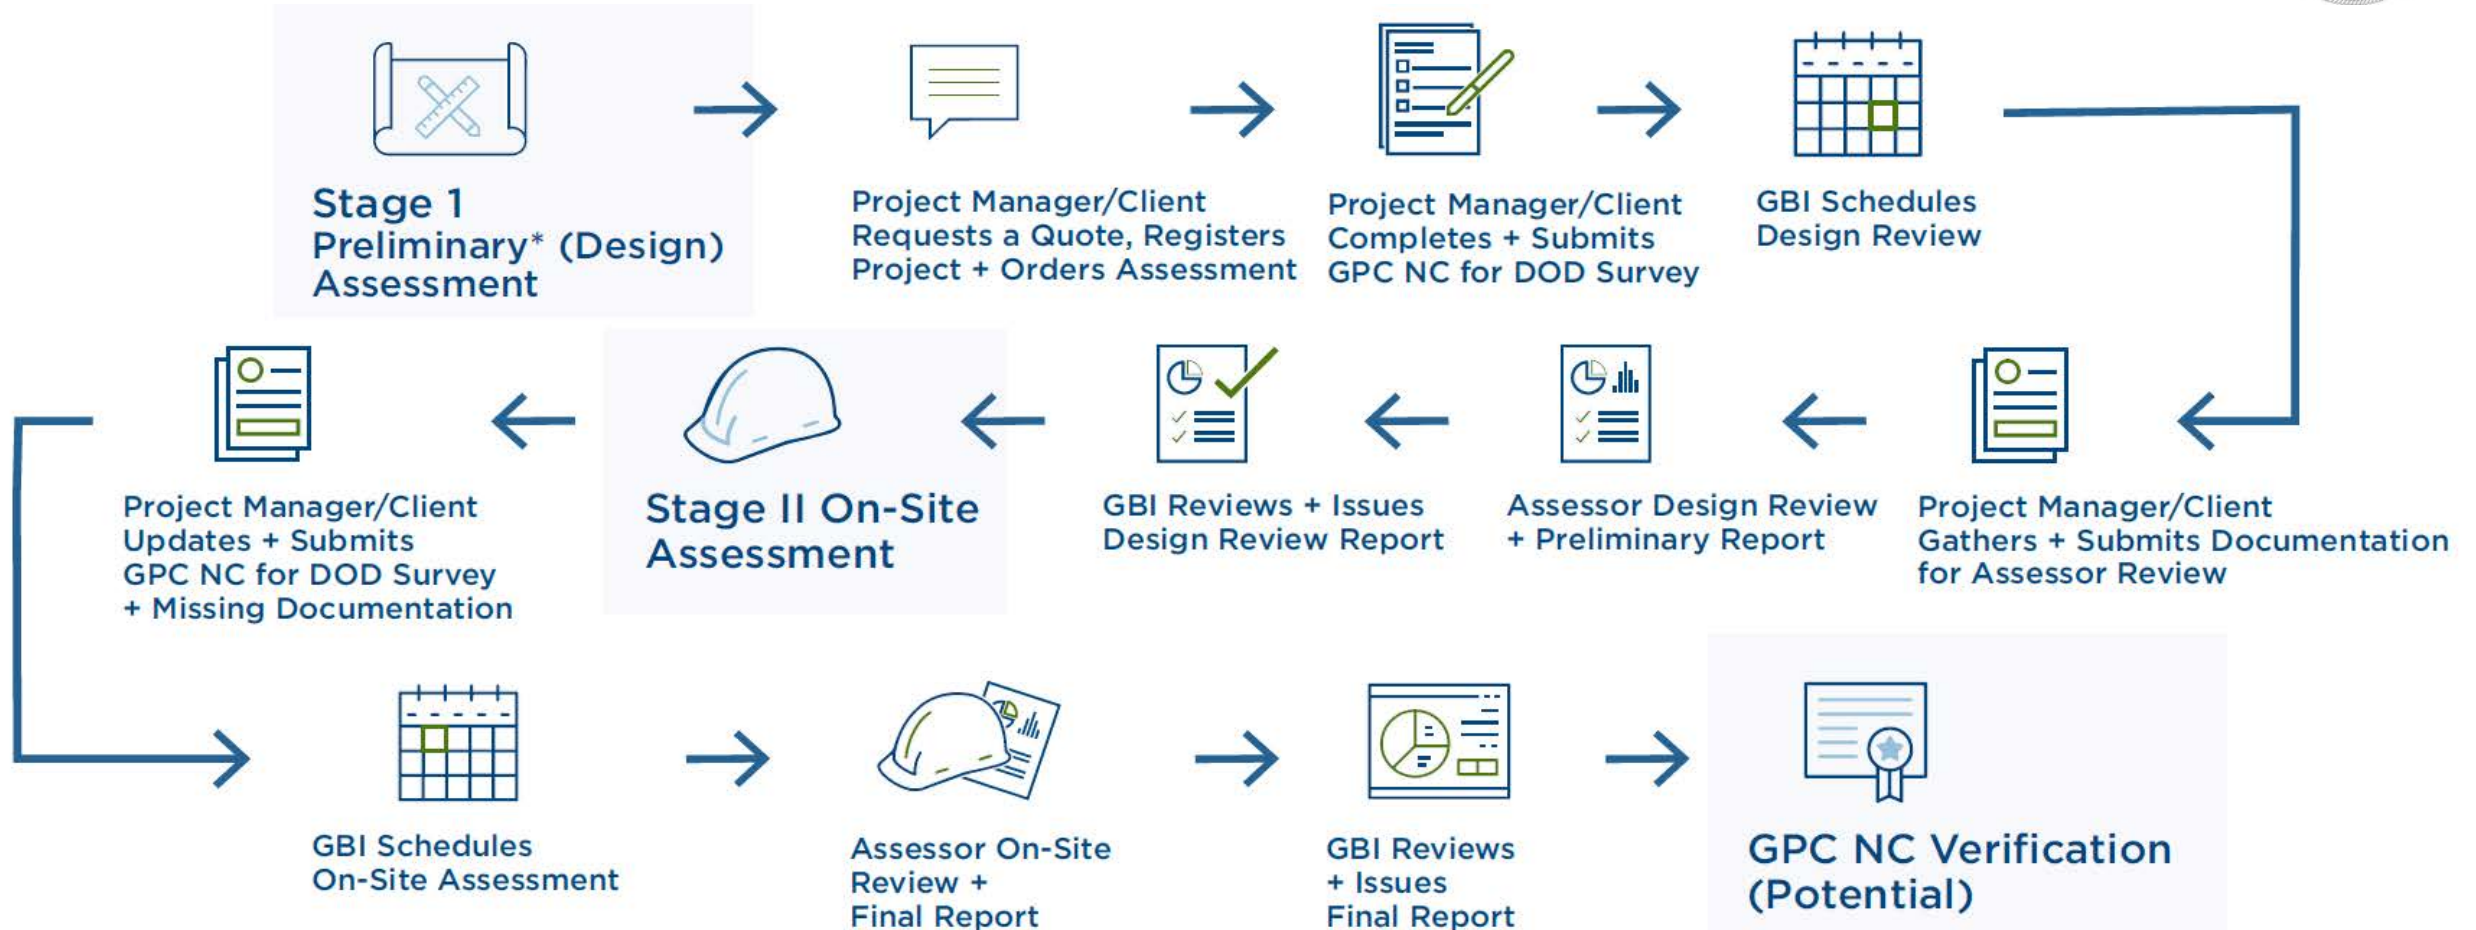 Stage 1
Preliminary* (Design)
Assessment
Project Manager/Client
Requests a Quote, Registers
Project + Orders Assessment
Project Manager/Client
Completes + Submits
GPC NC for DOD Survey
GBI Schedules
Design Review
Project Manager/Client
Gathers + Submits Documentation
for Assessor Review
Assessor Design Review
+ Preliminary Report
GBI Reviews + Issues
Design Review Report
Stage II On-Site
Assessment
Project Manager/Client
Updates + Submits
GPC NC for DOD Survey
+ Missing Documentation
GBI Schedules
On-Site Assessment
Assessor On-Site
Review +
Final Report
GBI Reviews
+ Issues
Final Report
GPC NC Verification
(Potential)